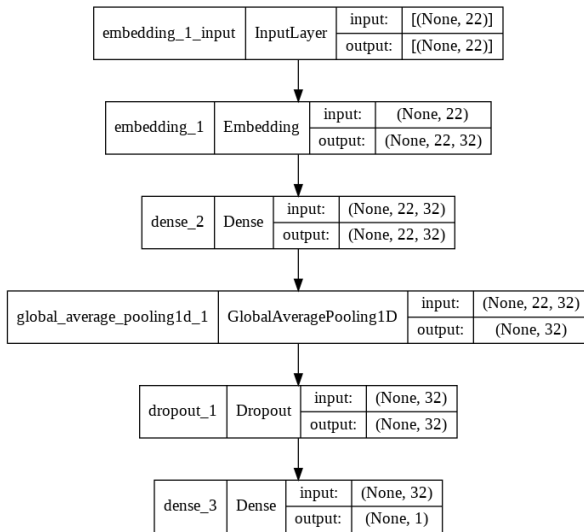 embedding_1_input InputLayer input: [(None, 22)]
output: [(None, 22)]
embedding_1 Embedding input: (None, 22)
output: (None, 22, 32)
dense_2 Dense input: (None, 22, 32)
output: (None, 22, 32)
global_average_pooling1d_1 GlobalAveragePooling1D input: (None, 22, 32)
output: (None, 32)
dropout_1 Dropout input: (None, 32)
output: (None, 32)
dense_3 Dense input: (None, 32)
output: (None, 1)